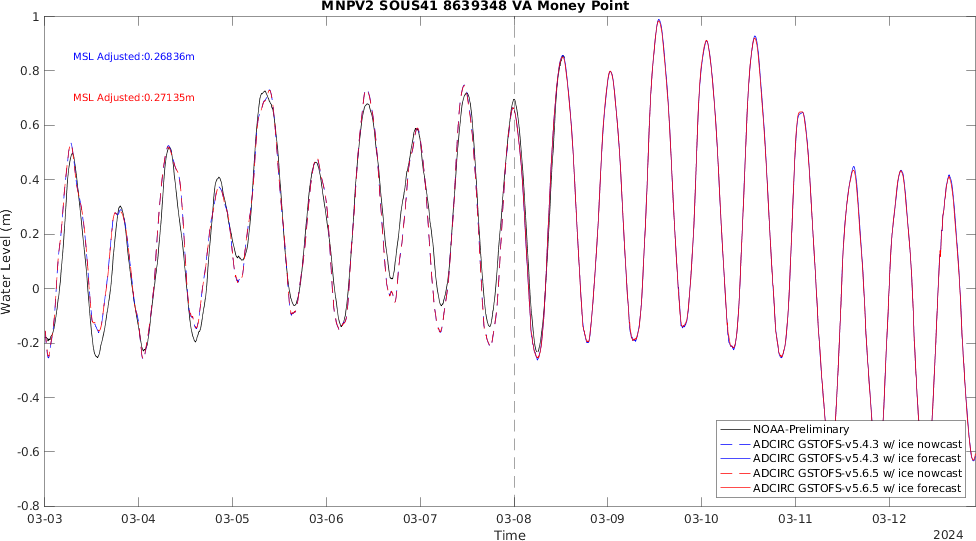 MNPV2 SOUS41 8639348 VA Money Point
MSL Adjusted:0.26836m
MSL Adjusted:0.27135m
Water Level (m)
1
0.8
0.6
0.4
0.2
0
-0.2
-0.4
-0.6
-0.8
NOAA-Preliminary
ADCIRC GSTOFS-v5.4.3 w/ ice nowcast
ADCIRC GSTOFS-v5.4.3 w/ ice forecast
ADCIRC GSTOFS-v5.6.5 w/ ice nowcast
ADCIRC GSTOFS-v5.6.5 w/ ice forecast
03-03 03-04 03-05 03-06 03-07 03-08 03-09 03-10 03-11 03-12
Time
2024